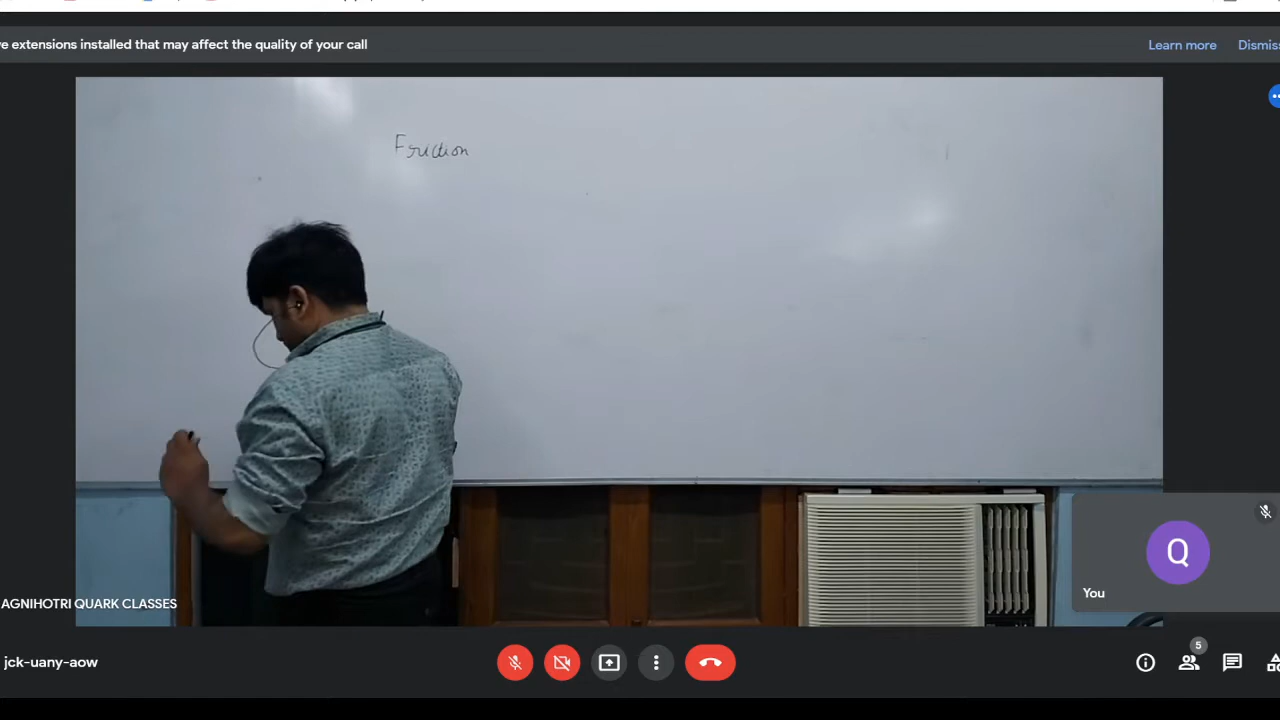 e extensions installed that may affect the quality of your call
Learn more
Dismiss
Friction
AGNIHOTRI QUARK CLASSES
Q
You
jck-uany-aow
5